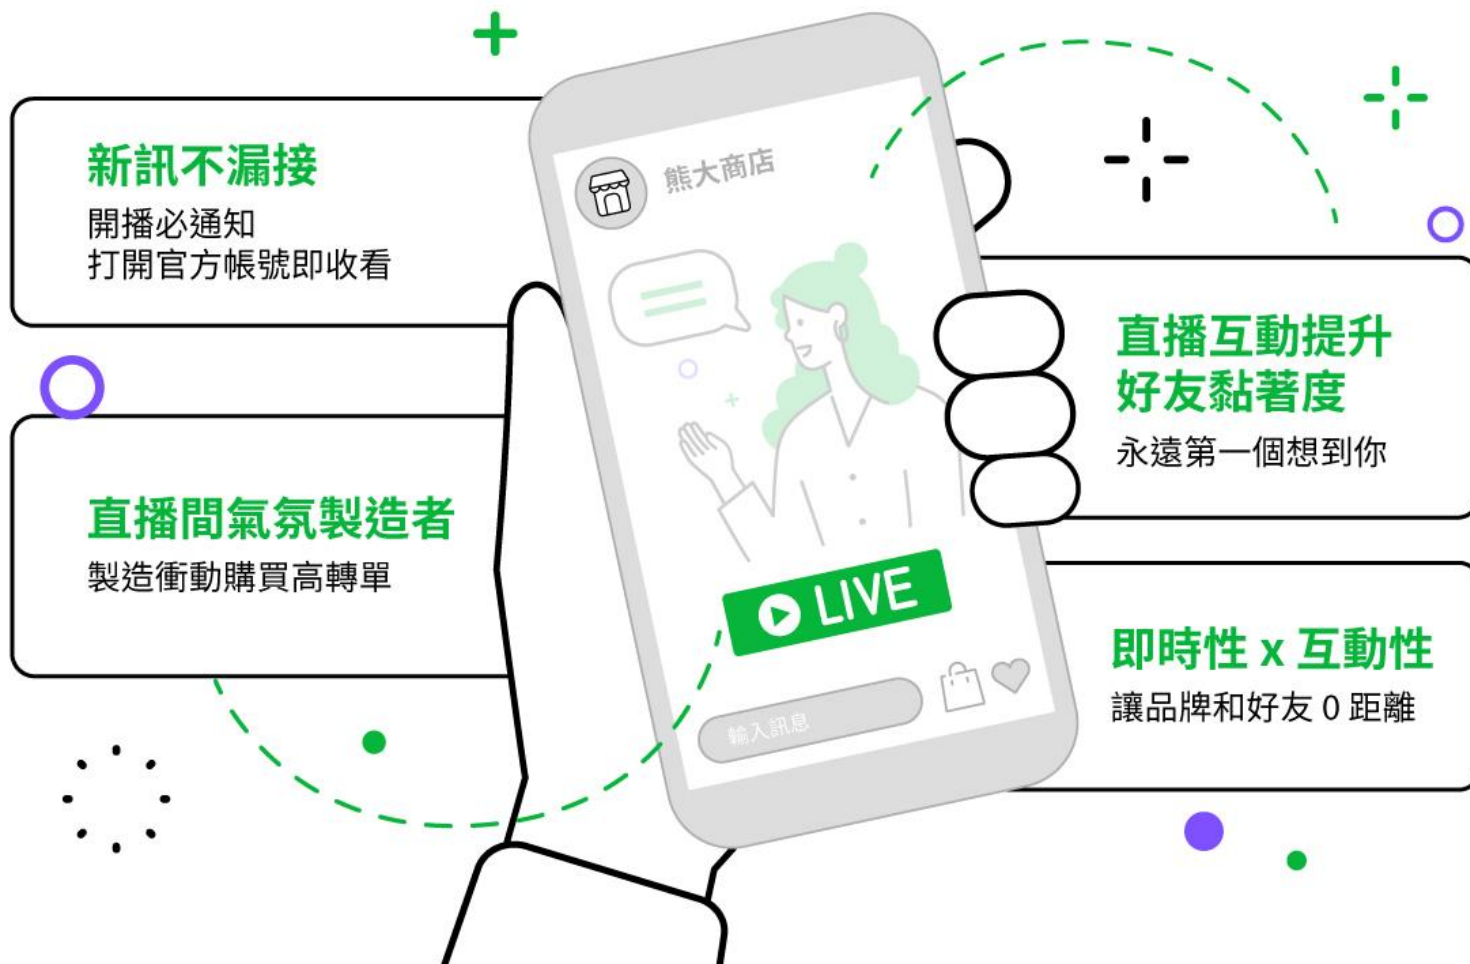 新訊不漏接
開播必通知
打開官方帳號即收看
直播間氣氛製造者
製造衝動購買高轉單
熊大商店
LIVE
輸入訊息
直播互動提升
好友黏著度
永遠第一個想到你
即時性 x 互動性
讓品牌和好友 0 距離